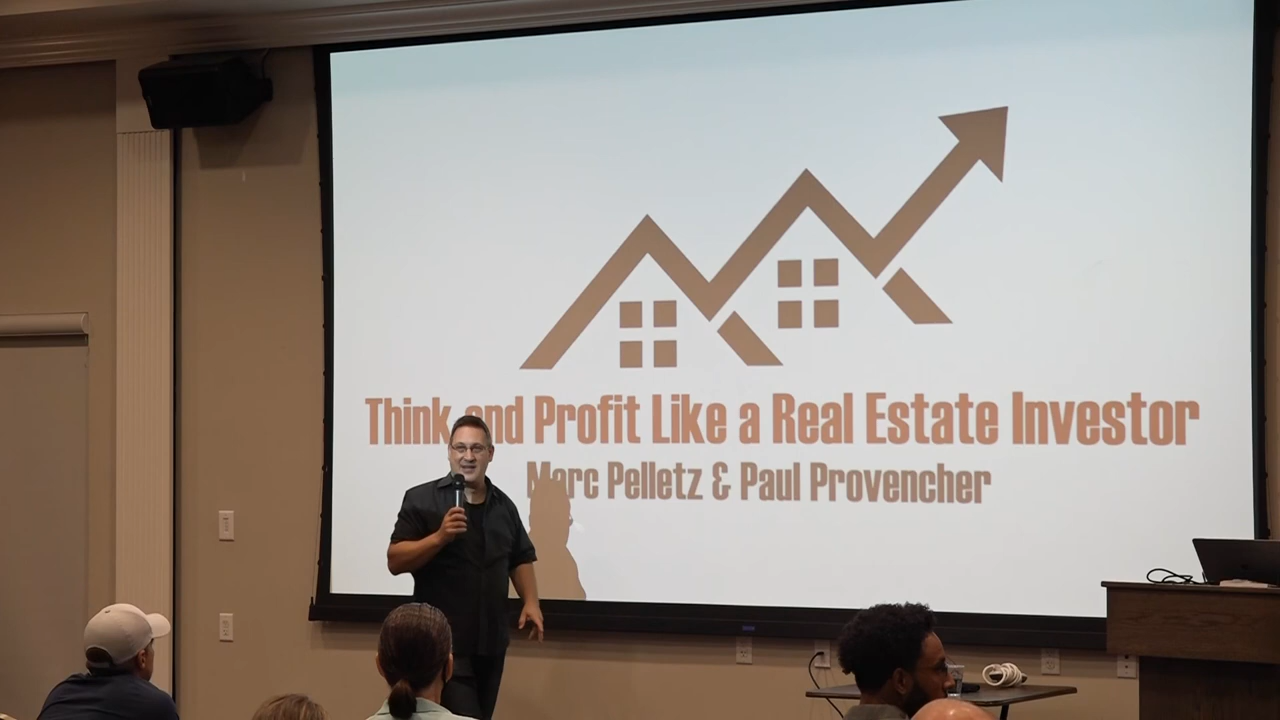 Think and Profit Like a Real Estate Investor
Marc Pelletz & Paul Provencher